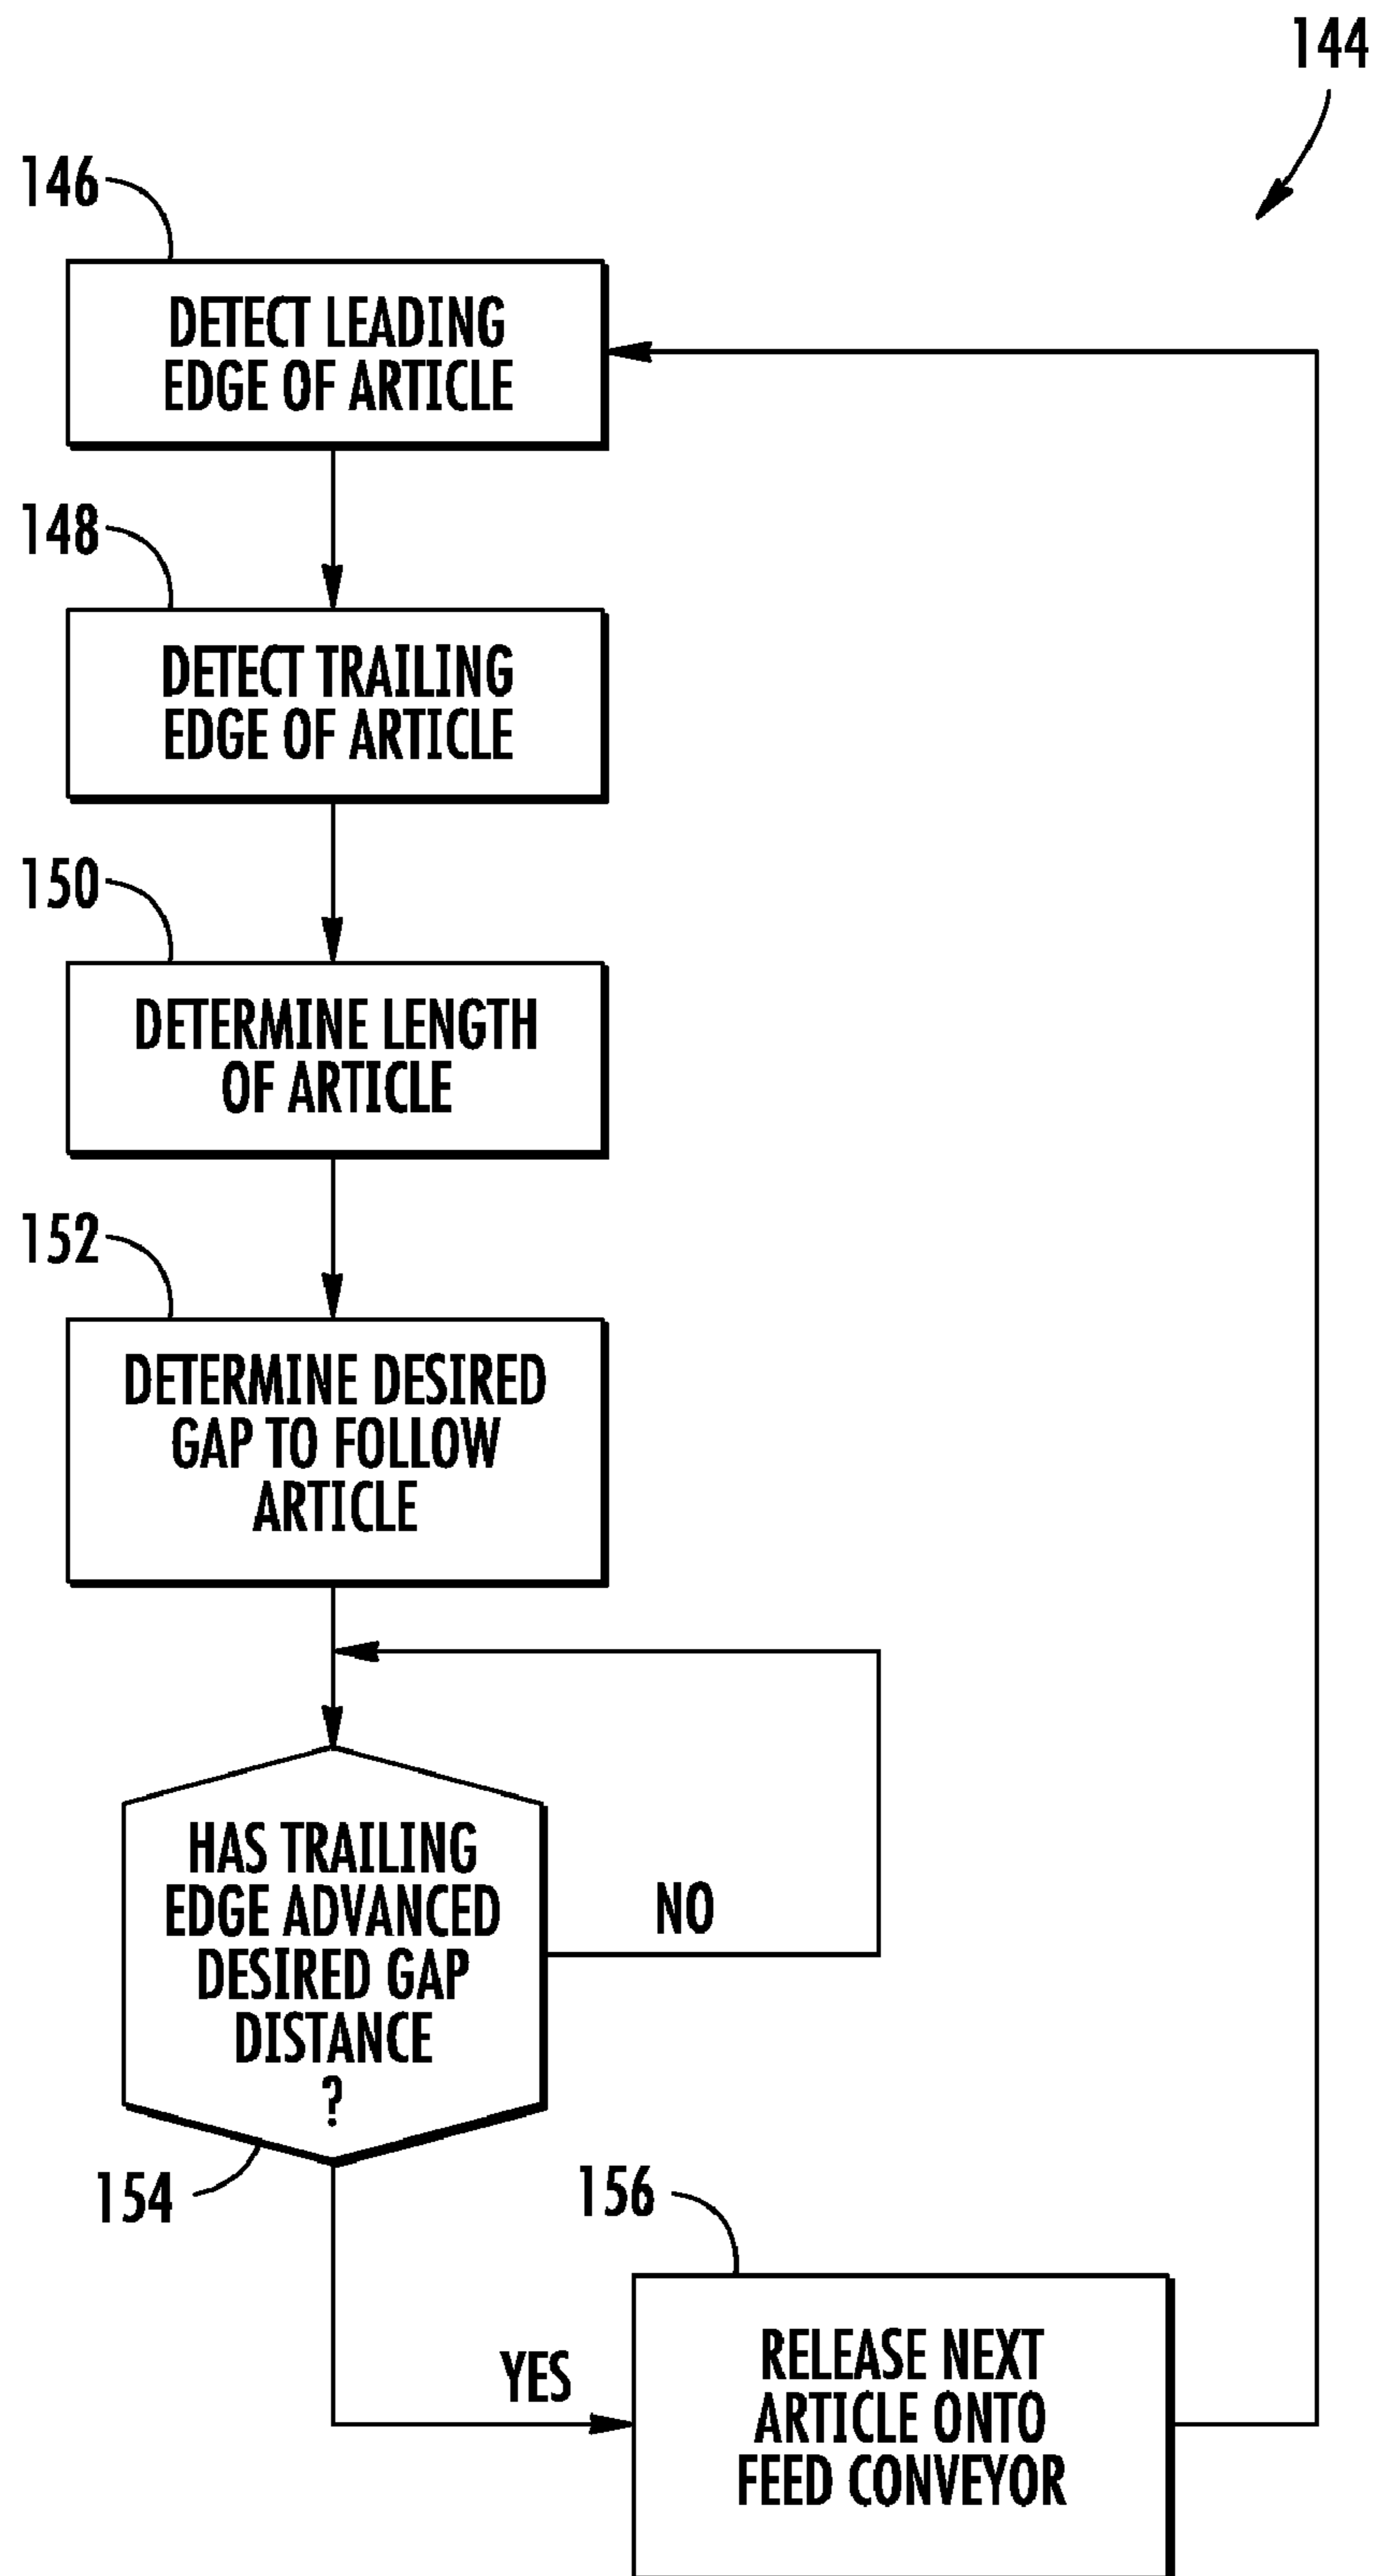 144
146
DETECT LEADING
EDGE OF ARTICLE
148
DETECT TRAILING
EDGE OF ARTICLE
150
DETERMINE LENGTH
OF ARTICLE
152
DETERMINE DESIRED
GAP TO FOLLOW
ARTICLE
HAS TRAILING
EDGE ADVANCED
DESIRED GAP
DISTANCE
?
NO
154
156
YES
RELEASE NEXT
ARTICLE ONTO
FEED CONVEYOR